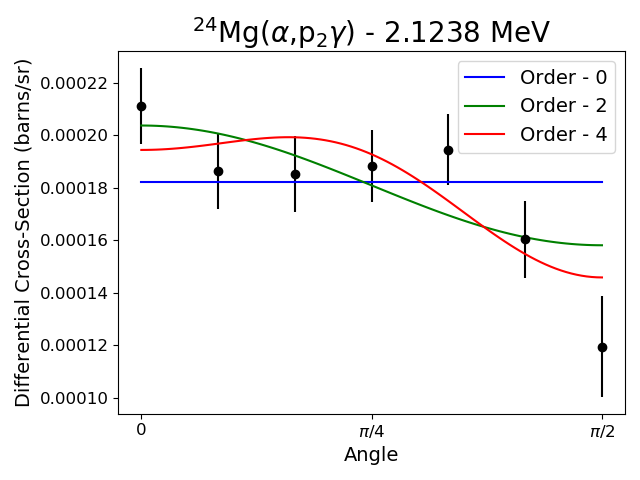 ²⁴Mg(α,p₂γ) - 2.1238 MeV
Differential Cross-Section (barns/sr)
0.00022
0.00020
0.00018
0.00016
0.00014
0.00012
0.00010
Order - 0
Order - 2
Order - 4
0
π/4
π/2
Angle